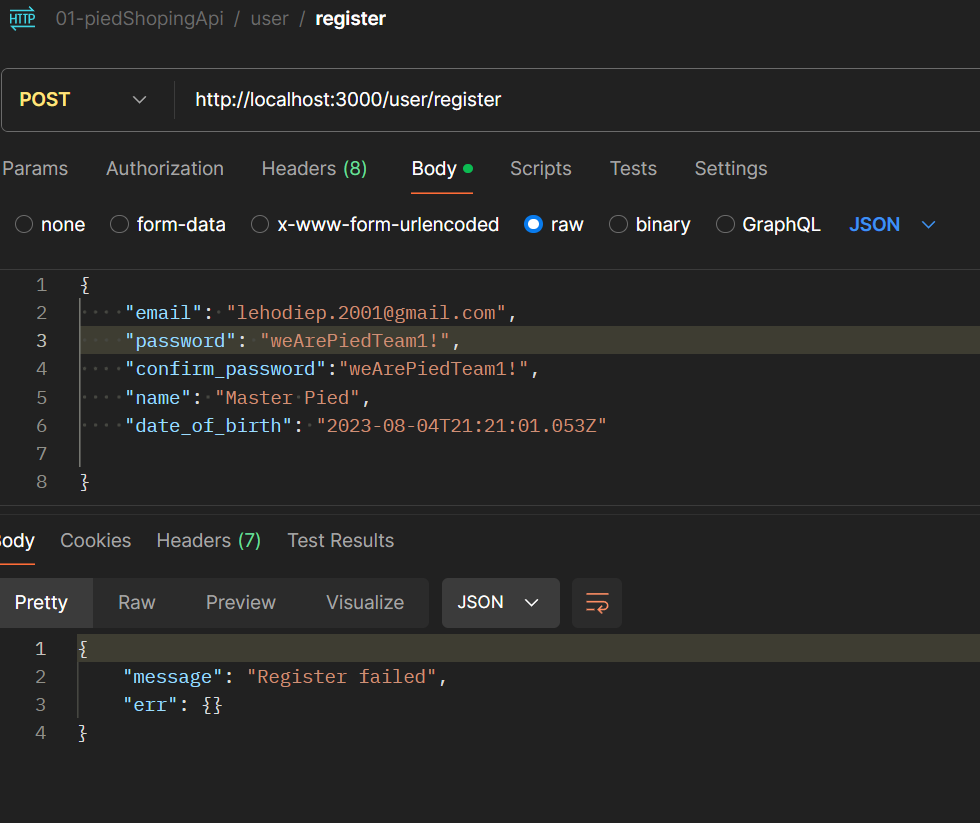 HTTP 01-piedShopingApi / user / register
POST http://localhost:3000/user/register
Params Authorization Headers (8) Body Scripts Tests Settings
none form-data x-www-form-urlencoded raw binary GraphQL JSON
1 {
2 "email": "lehodiep.2001@gmail.com",
3 "password": "weArePiedTeam1!",
4 "confirm_password":"weArePiedTeam1!",
5 "name": "Master Pied",
6 "date_of_birth": "2023-08-04T21:21:01.053Z"
7
8 }
ody Cookies Headers (7) Test Results
Pretty Raw Preview Visualize JSON
1 {
2 "message": "Register failed",
3 "err": {}
4 }